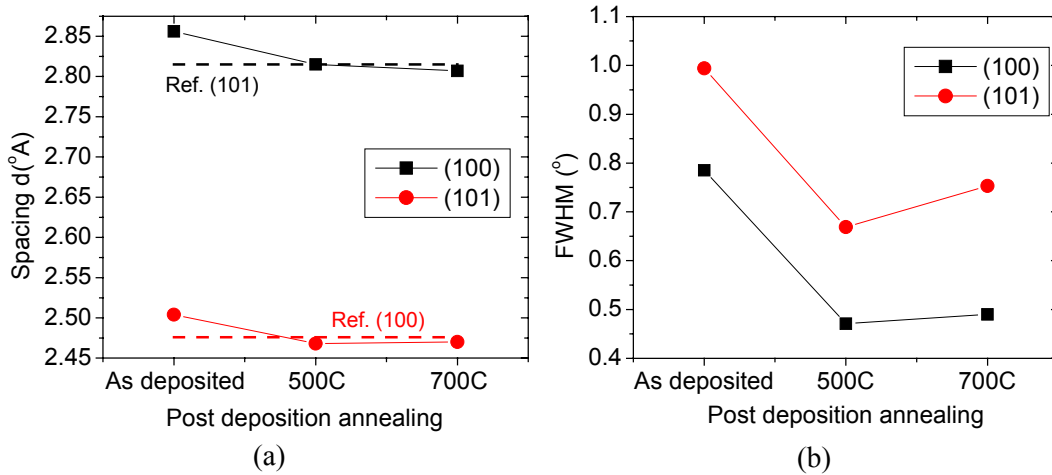 2.85
2.80
2.75
2.70
2.65
2.60
2.55
2.50
2.45
Spacing d(°A)
Ref. (101)
(100)
(101)
Ref. (100)
As deposited 500C 700C
Post deposition annealing
(a)
1.1
1.0
0.9
0.8
0.7
0.6
0.5
0.4
FWHM (°)
(100)
(101)
As deposited 500C 700C
Post deposition annealing
(b)